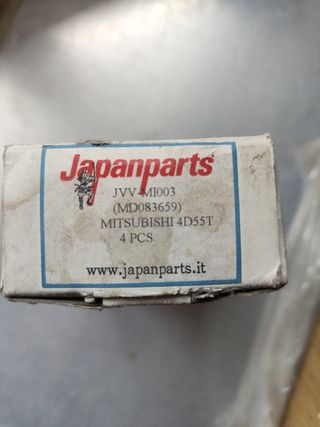 Japanparts
JVV-MI003
(MD083659)
MITSUBISHI 4D55T
4 PCS
www.japanparts.it